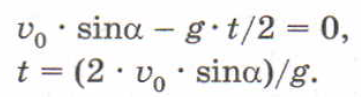 v₀ · sinα – g · t/2 = 0,
t = (2 · v₀ · sinα)/g.